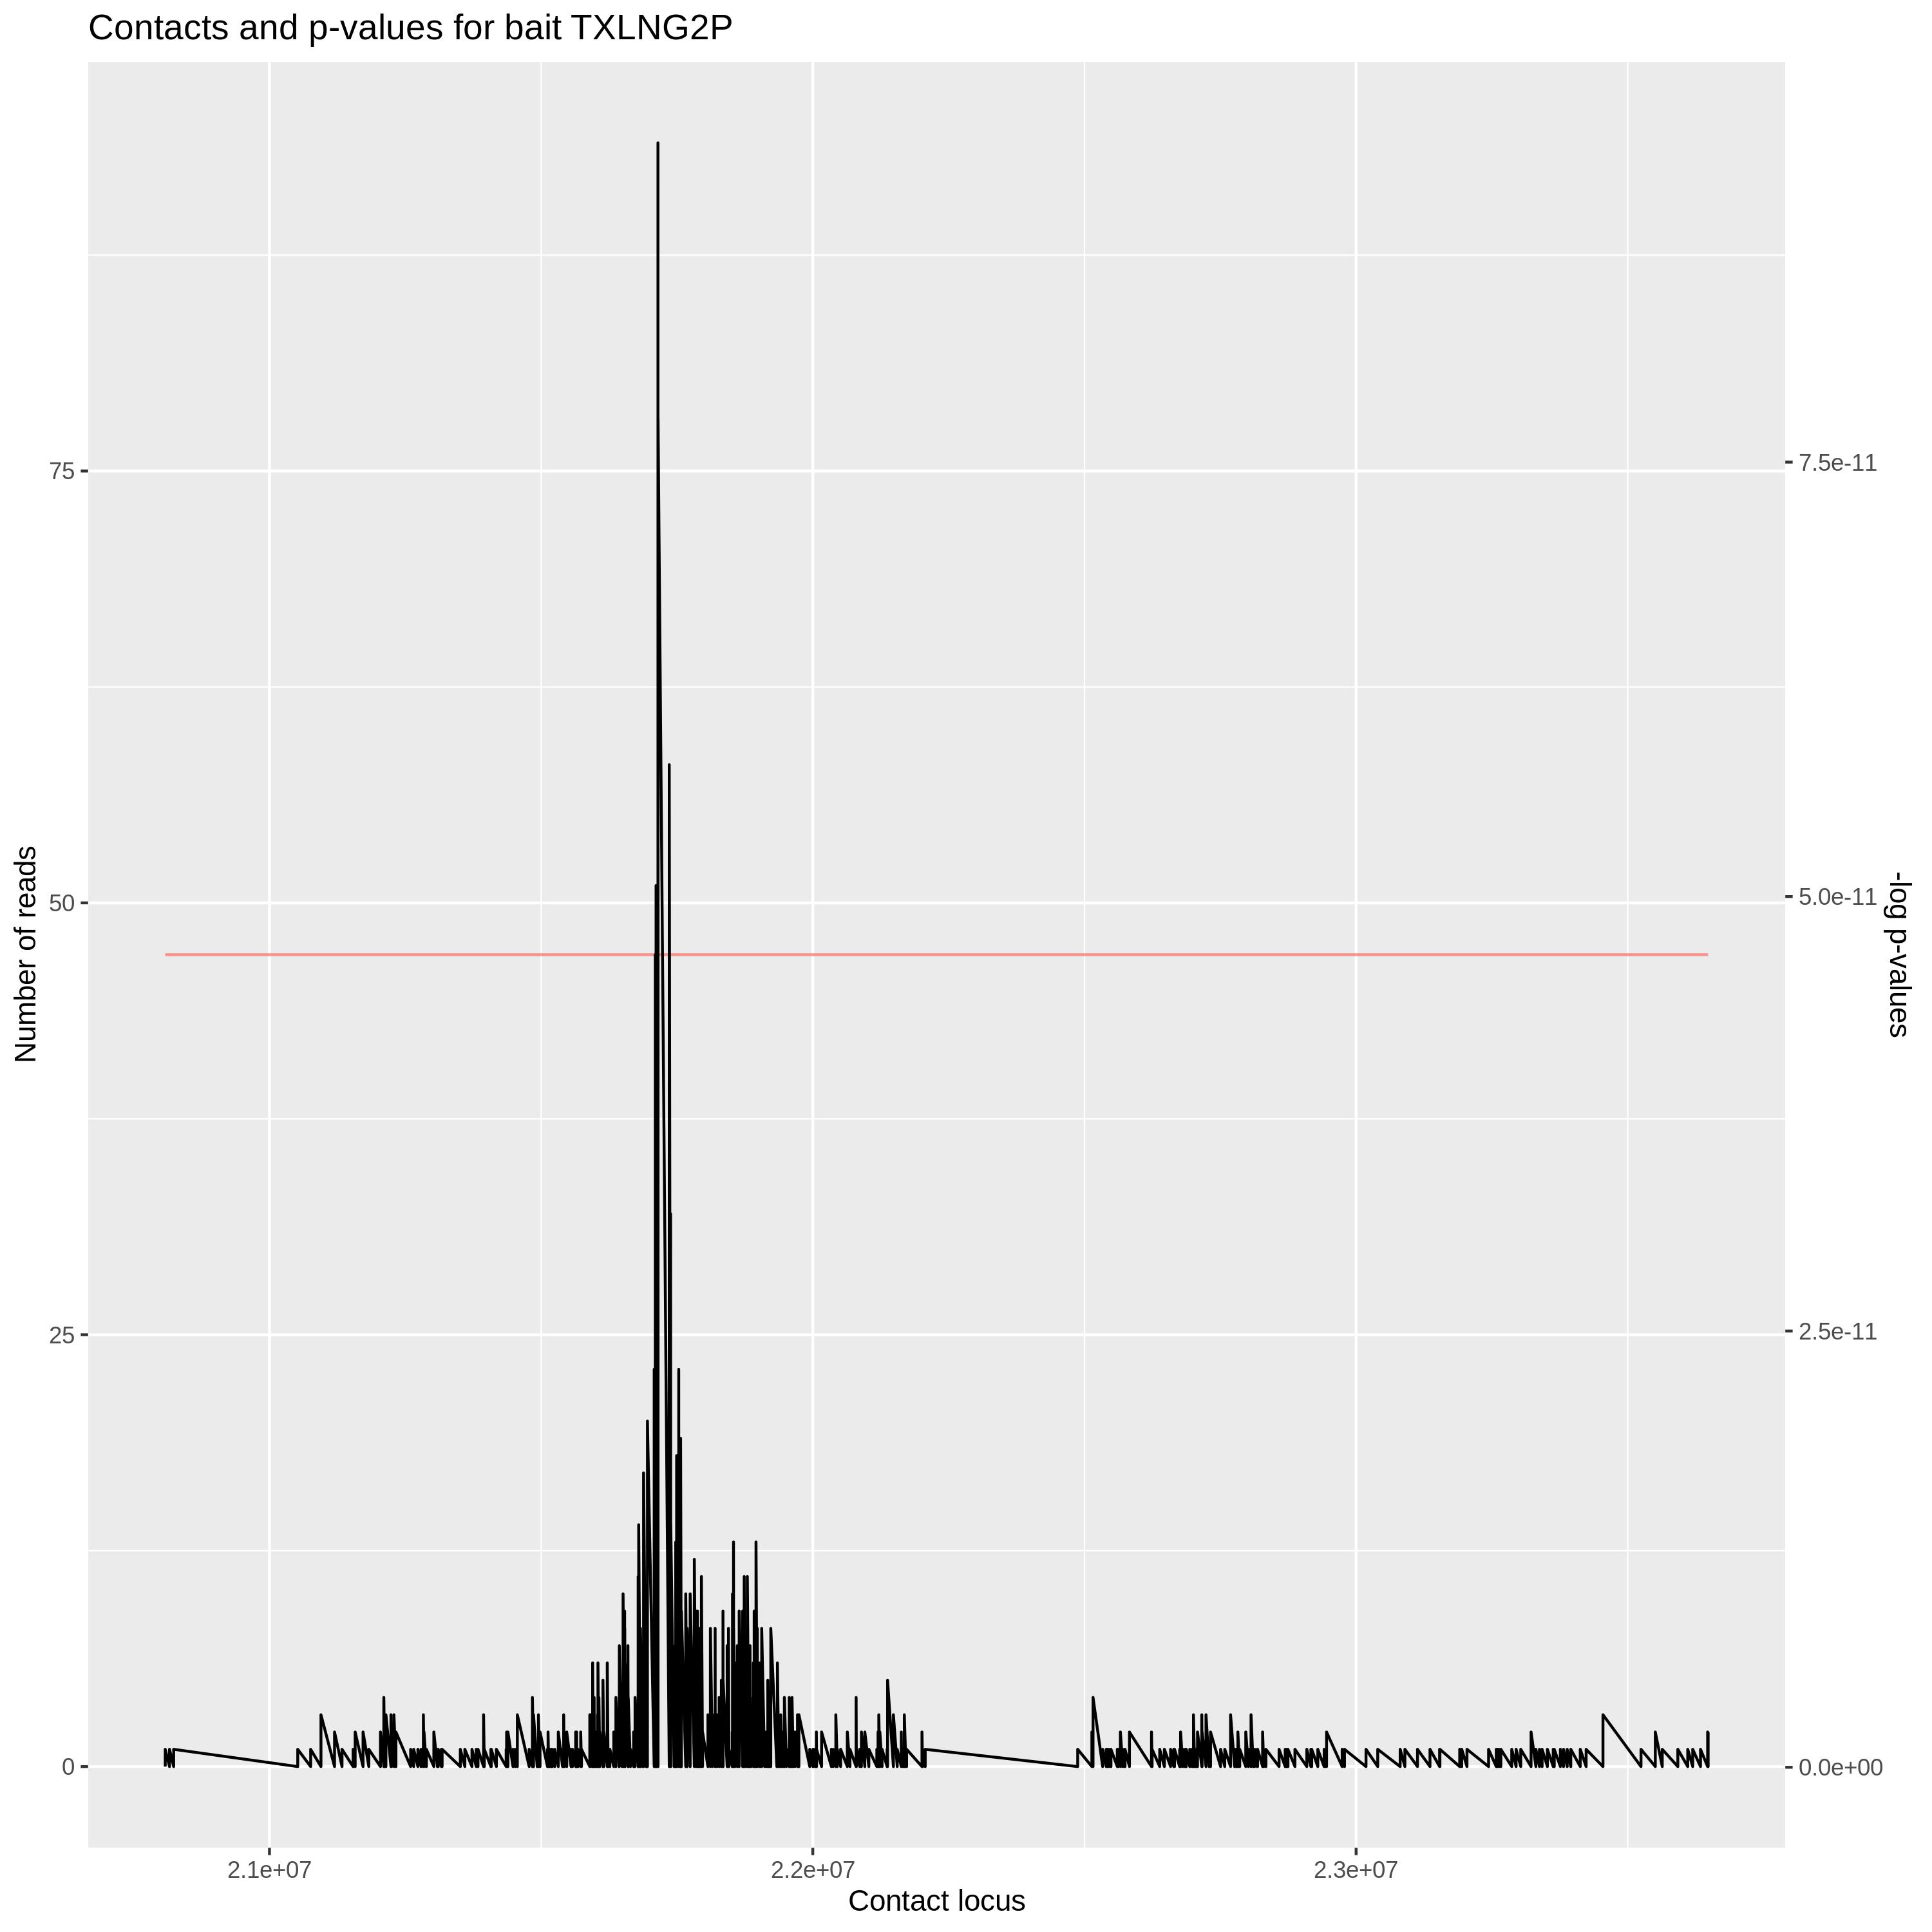 Contacts and p-values for bait TXLNG2P
Number of reads
75
50
25
0
7.5e-11
5.0e-11
2.5e-11
0.0e+00
-log p-values
2.1e+07
2.2e+07
2.3e+07
Contact locus